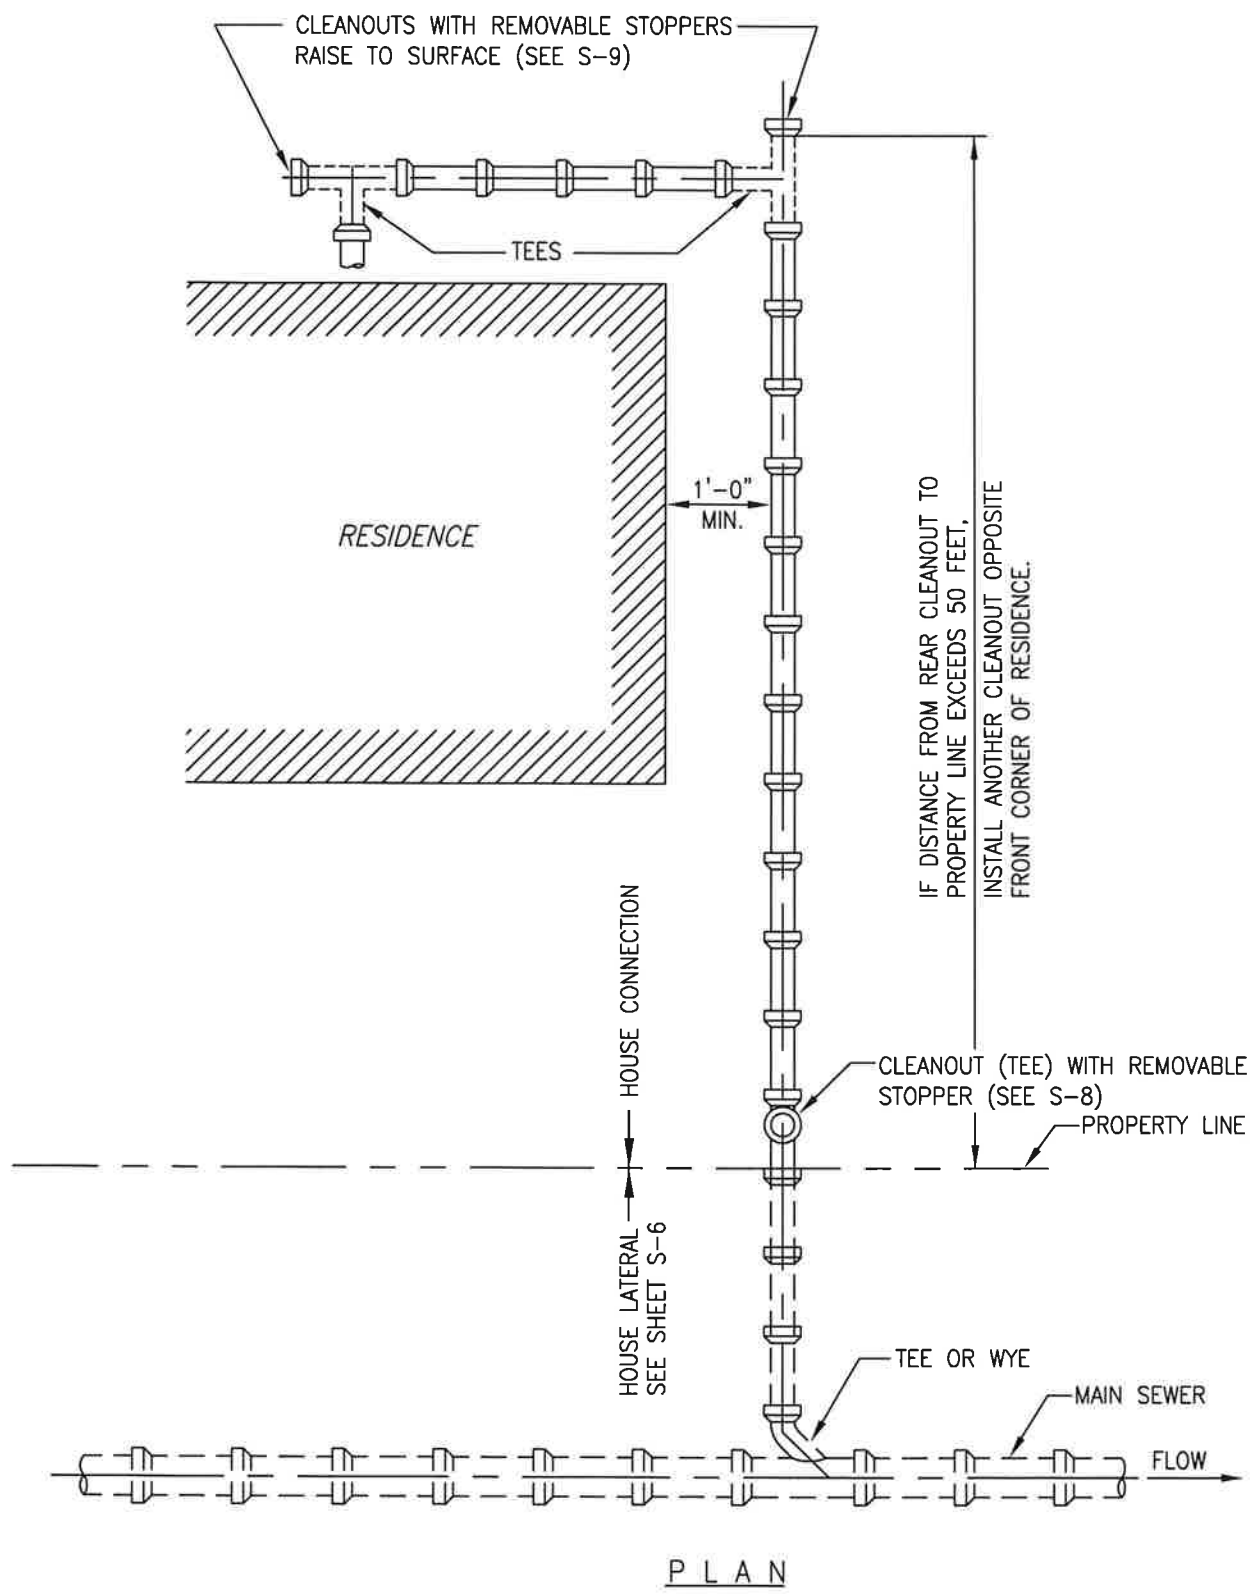 CLEANOUTS WITH REMOVABLE STOPPERS
RAISE TO SURFACE (SEE S-9)
TEES
RESIDENCE
1'-0"
MIN.
IF DISTANCE FROM REAR CLEANOUT TO
PROPERTY LINE EXCEEDS 50 FEET,
INSTALL ANOTHER CLEANOUT OPPOSITE
FRONT CORNER OF RESIDENCE.
HOUSE CONNECTION
CLEANOUT (TEE) WITH REMOVABLE
STOPPER (SEE S-8)
PROPERTY LINE
HOUSE LATERAL
SEE SHEET S-6
TEE OR WYE
MAIN SEWER
FLOW
PLAN